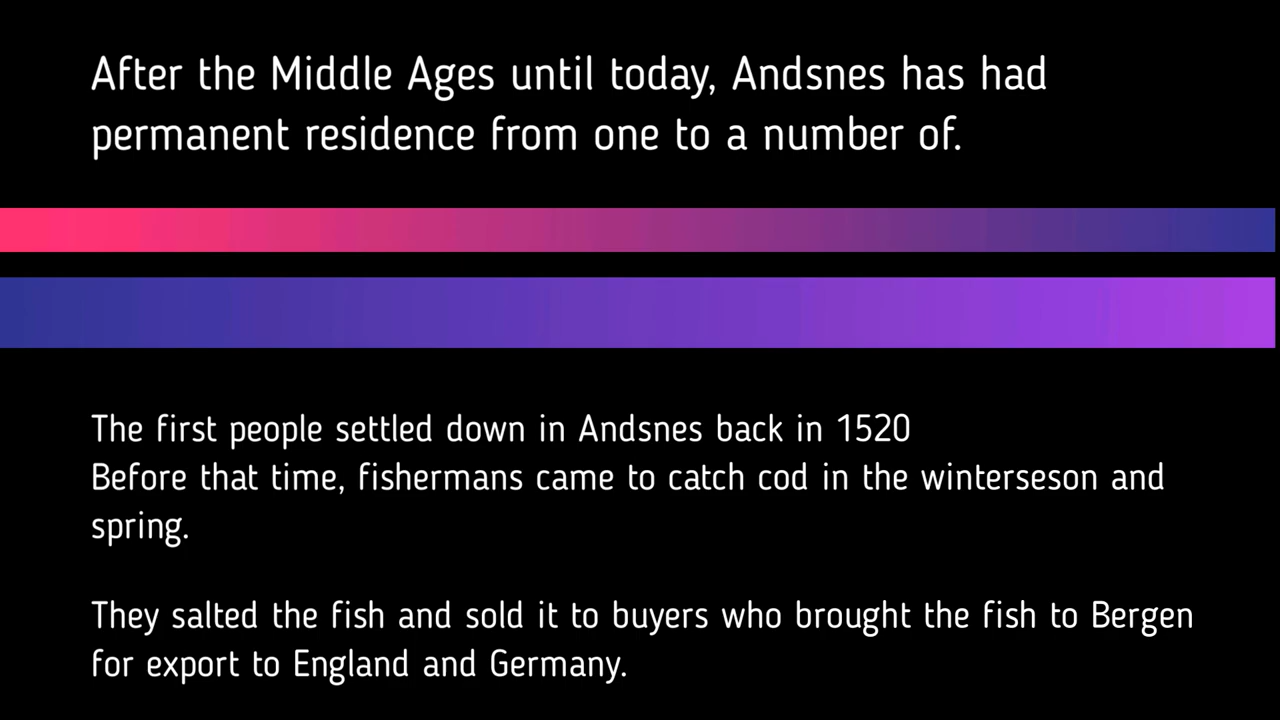 After the Middle Ages until today, Andsnes has had
permanent residence from one to a number of.
The first people settled down in Andsnes back in 1520
Before that time, fishermans came to catch cod in the winterseson and
spring.
They salted the fish and sold it to buyers who brought the fish to Bergen
for export to England and Germany.